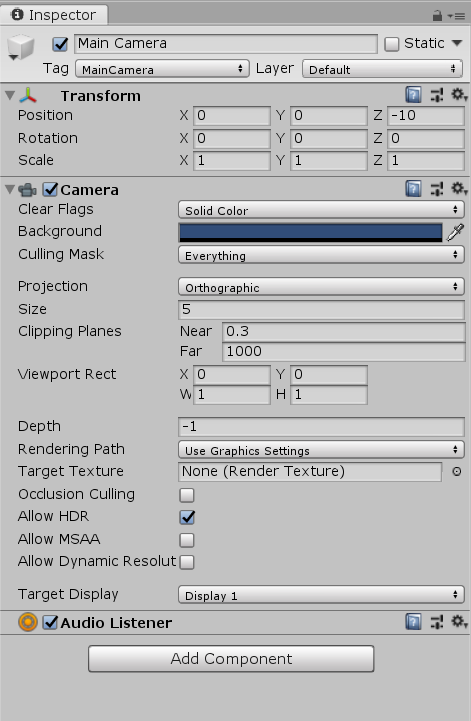 Inspector
Main Camera Static
Tag MainCamera Layer Default
Transform
Position X 0 Y 0 Z -10
Rotation X 0 Y 0 Z 0
Scale X 1 Y 1 Z 1
Camera
Clear Flags Solid Color
Background
Culling Mask Everything
Projection Orthographic
Size 5
Clipping Planes Near 0.3
Far 1000
Viewport Rect X 0 Y 0
W 1 H 1
Depth -1
Rendering Path Use Graphics Settings
Target Texture None (Render Texture)
Occlusion Culling
Allow HDR
Allow MSAA
Allow Dynamic Resolut
Target Display Display 1
Audio Listener
Add Component